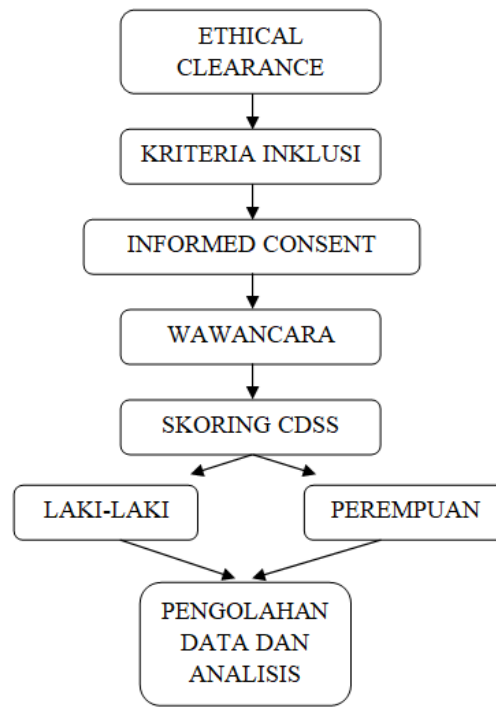 ETHICAL
CLEARANCE
KRITERIA INKLUSI
INFORMED CONSENT
WAWANCARA
SKORING CDSS
LAKI-LAKI
PEREMPUAN
PENGOLAHAN
DATA DAN
ANALISIS